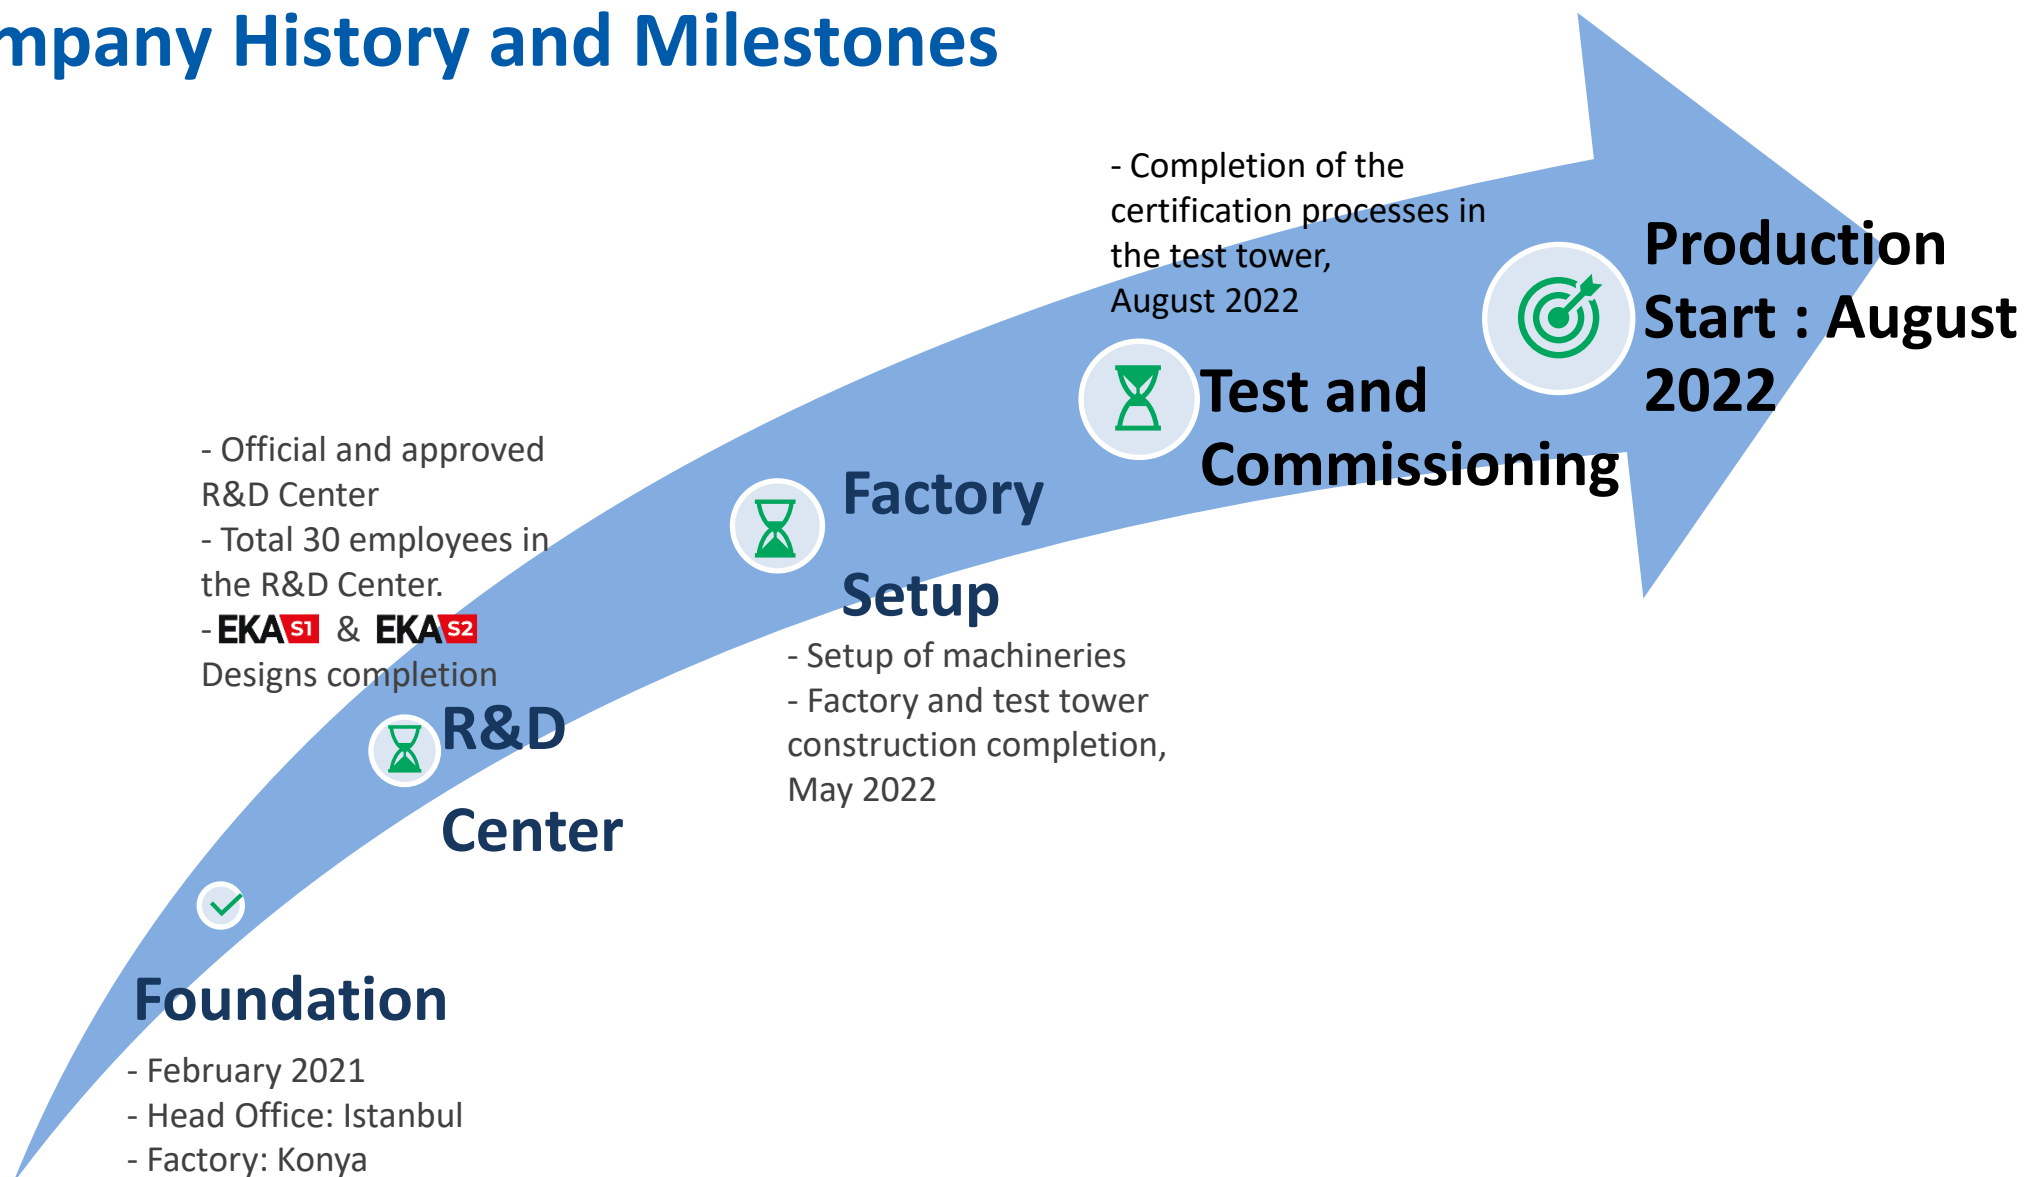 mpany History and Milestones
- Completion of the
certification processes in
the test tower,
August 2022
Production
Start : August
2022
Test and
Commissioning
- Official and approved
R&D Center
- Total 30 employees in
the R&D Center.
- EKA S1 & EKA S2
Designs completion
Factory
Setup
- Setup of machineries
- Factory and test tower
construction completion,
May 2022
R&D
Center
Foundation
- February 2021
- Head Office: Istanbul
- Factory: Konya